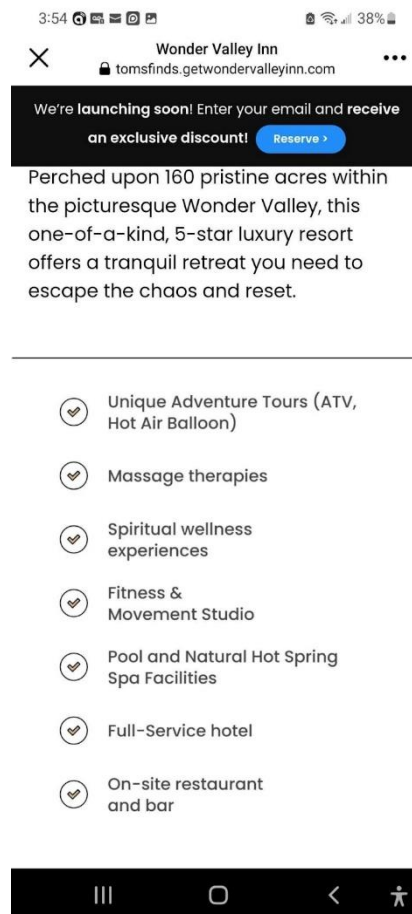 3:54
38%
Wonder Valley Inn
tomsfinds.getwondervalleyinn.com
We're launching soon! Enter your email and receive
an exclusive discount! Reserve >
Perched upon 160 pristine acres within
the picturesque Wonder Valley, this
one-of-a-kind, 5-star luxury resort
offers a tranquil retreat you need to
escape the chaos and reset.
Unique Adventure Tours (ATV,
Hot Air Balloon)
Massage therapies
Spiritual wellness
experiences
Fitness &
Movement Studio
Pool and Natural Hot Spring
Spa Facilities
Full-Service hotel
On-site restaurant
and bar